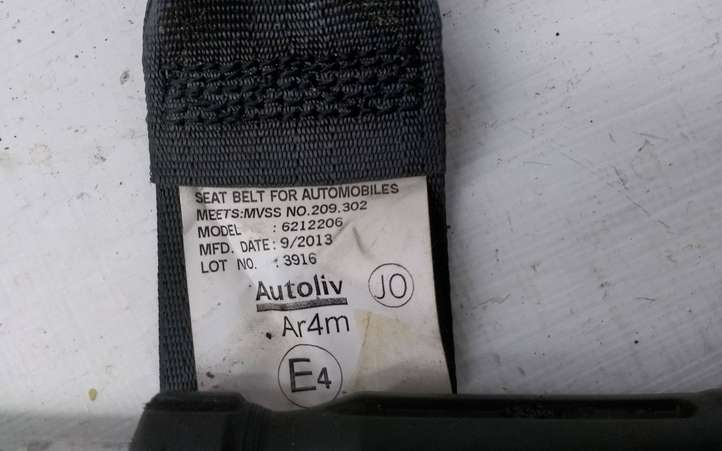 SEAT BELT FOR AUTOMOBILES
MEETS:MVSS NO.209,302
MODEL : 6212206
MFD. DATE : 9/2013
LOT NO. : 3916
Autoliv JO
Ar4m
E4